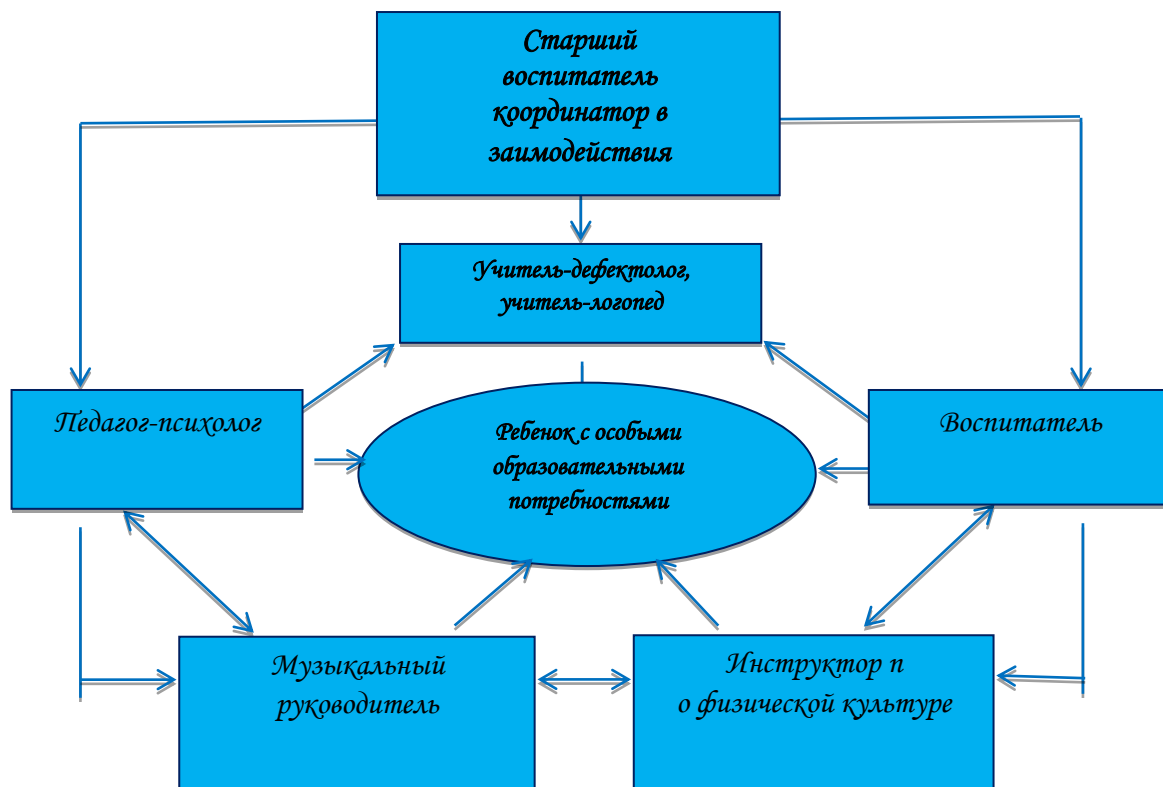 Старший
воспитатель
координатор в
заимодействия
Учитель-дефектолог,
учитель-логопед
Педагог-психолог
Ребенок с особыми
образовательными
потребностями
Воспитатель
Музыкальный
руководитель
Инструктор п
о физической культуре